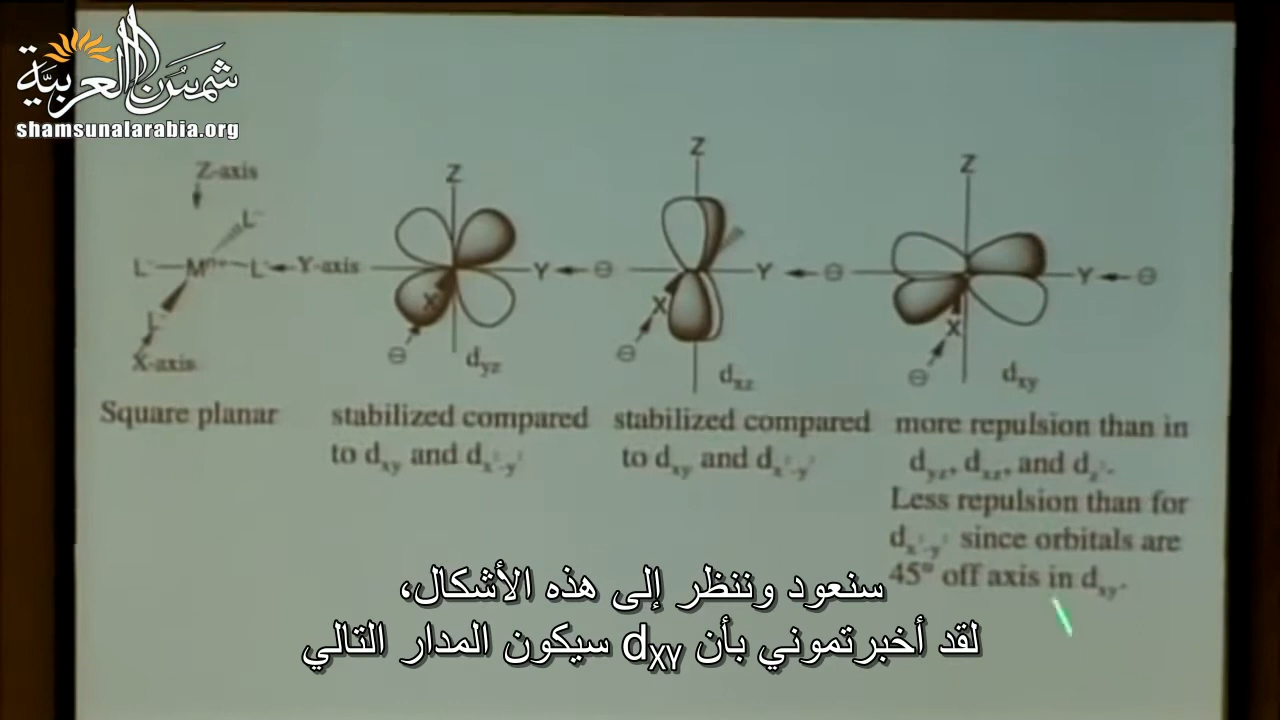 شمس العربية
shamsunalarabia.org
Z-axis
L⁻
L⁻ Mⁿ⁺ L⁻ Y-axis
L⁻
X-axis
Square planar
Z
Y ⊖
X
⊖
d_yz
stabilized compared
to d_xy and d_x²-y²
Z
Y ⊖
X
⊖
d_xz
stabilized compared
to d_xy and d_x²-y²
Z
Y ⊖
X
⊖
d_xy
more repulsion than in
d_yz, d_xz, and d_z².
Less repulsion than for
d_x²-y² since orbitals are
45° off axis in d_xy.
سنعود وننظر إلى هذه الأشكال،
لقد أخبرتموني بأن dXY سيكون المدار التالي